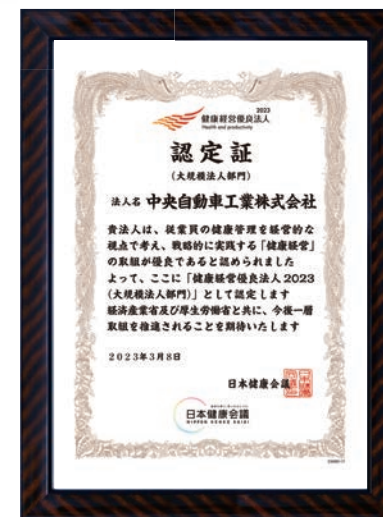 2023
健康経営優良法人
Health and productivity
認定証
(大規模法人部門)
法人名 中央自動車工業株式会社
貴法人は、従業員の健康管理を経営的な
視点で考え、戦略的に実践する「健康経営」
の取組が優良であると認められました
よって、ここに「健康経営優良法人2023
(大規模法人部門)」として認定します
経済産業省及び厚生労働省と共に、今後一層
取組を推進されることを期待いたします
2023年3月8日
日本健康会議
日本健康会議
NIPPON KENKO KAIGI